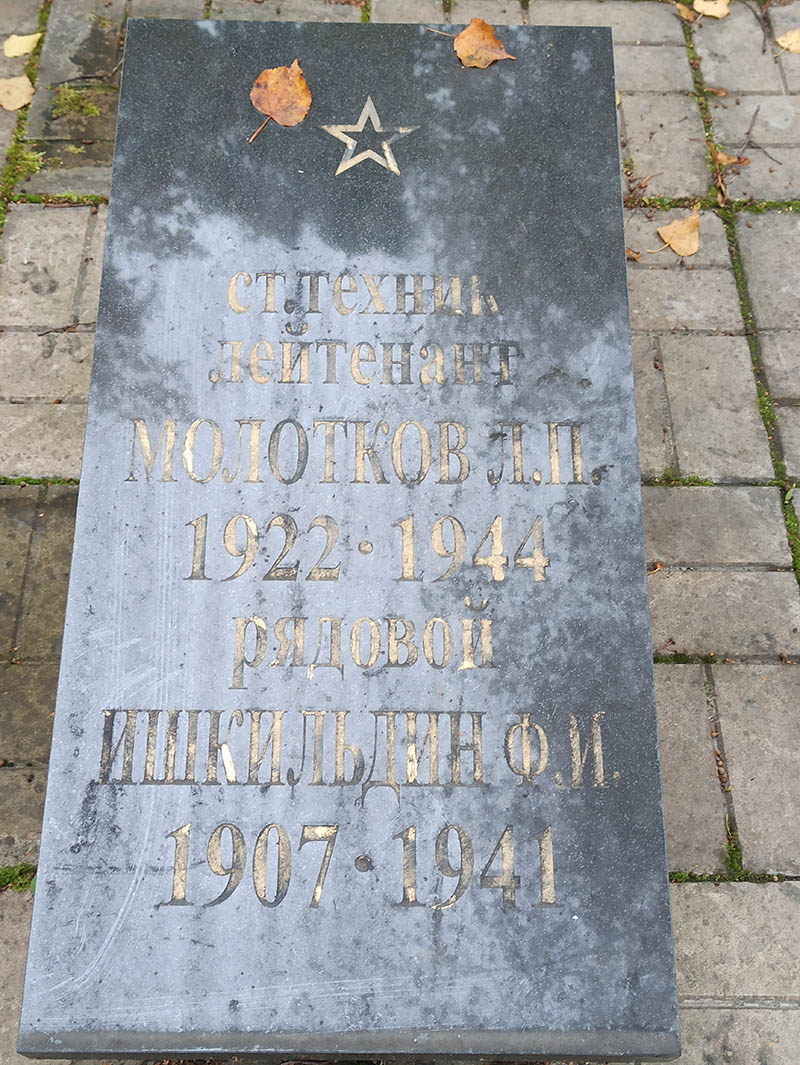 ст.техник
лейтенант
МОЛОТКОВ Л.П.
1922·1944
рядовой
ИШКИЛЬДИН Ф.И.
1907·1941